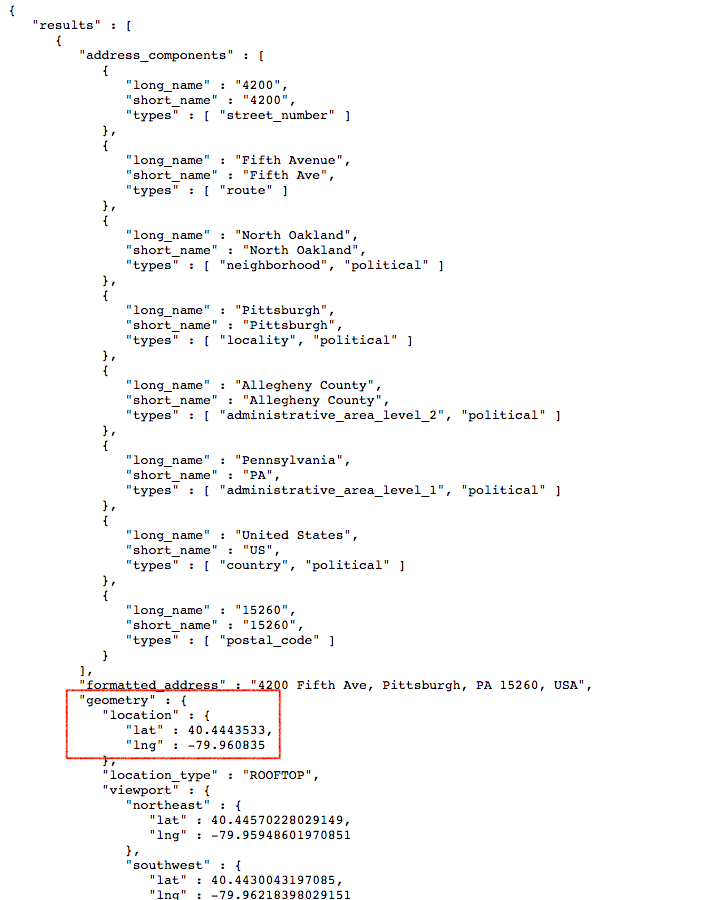 {
"results" : [
{
"address_components" : [
{
"long_name" : "4200",
"short_name" : "4200",
"types" : [ "street_number" ]
},
{
"long_name" : "Fifth Avenue",
"short_name" : "Fifth Ave",
"types" : [ "route" ]
},
{
"long_name" : "North Oakland",
"short_name" : "North Oakland",
"types" : [ "neighborhood", "political" ]
},
{
"long_name" : "Pittsburgh",
"short_name" : "Pittsburgh",
"types" : [ "locality", "political" ]
},
{
"long_name" : "Allegheny County",
"short_name" : "Allegheny County",
"types" : [ "administrative_area_level_2", "political" ]
},
{
"long_name" : "Pennsylvania",
"short_name" : "PA",
"types" : [ "administrative_area_level_1", "political" ]
},
{
"long_name" : "United States",
"short_name" : "US",
"types" : [ "country", "political" ]
},
{
"long_name" : "15260",
"short_name" : "15260",
"types" : [ "postal_code" ]
}
],
"formatted_address" : "4200 Fifth Ave, Pittsburgh, PA 15260, USA",
"geometry" : {
"location" : {
"lat" : 40.4443533,
"lng" : -79.960835
},
"location_type" : "ROOFTOP",
"viewport" : {
"northeast" : {
"lat" : 40.44570228029149,
"lng" : -79.95948601970851
},
"southwest" : {
"lat" : 40.4430043197085,
"lng" : -79.96218398029151